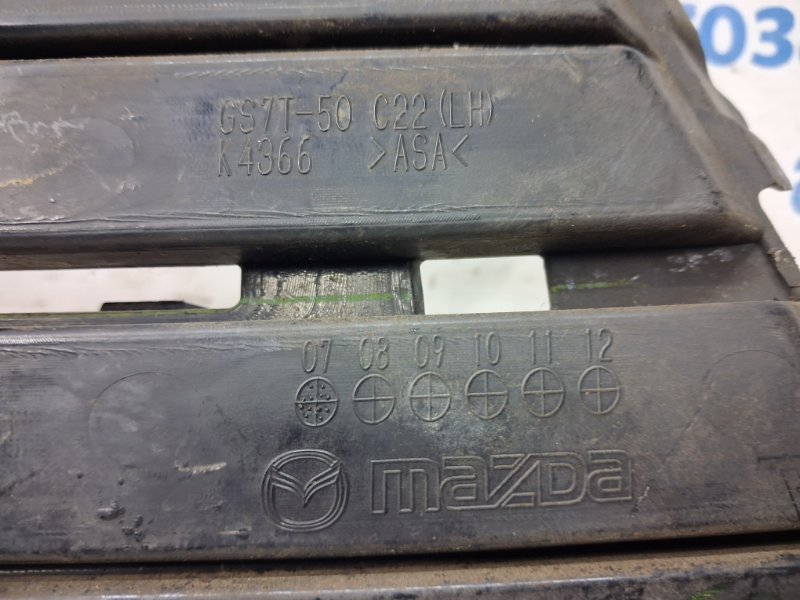 GS7T-50 C22(LH)
K4366 >ASA<
07 08 09 10 11 12
mazda